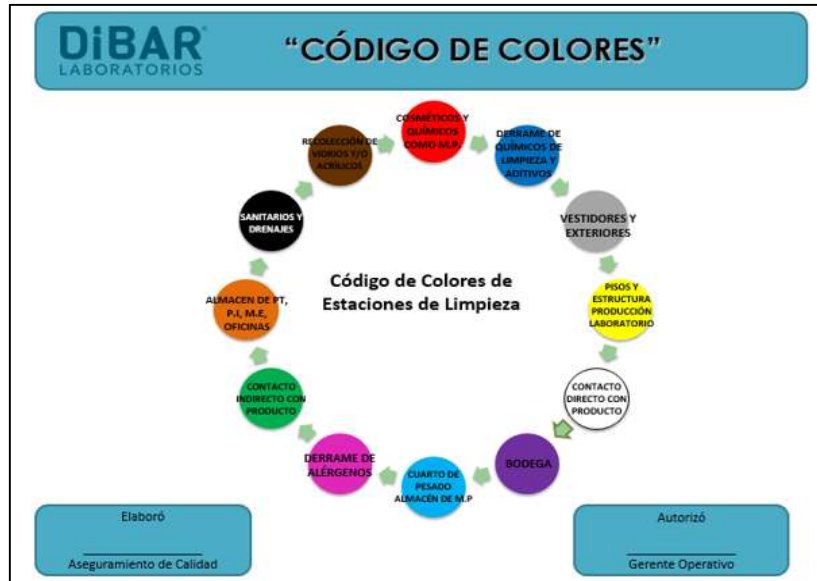 DiBAR
LABORATORIOS
“CÓDIGO DE COLORES”
COSMÉTICOS Y
QUÍMICOS
COMO M.P.
DERRAME DE
QUÍMICOS DE
LIMPIEZA Y
ADITIVOS
VESTIDORES Y
EXTERIORES
PISOS Y
ESTRUCTURA
PRODUCCIÓN
LABORATORIO
CONTACTO
DIRECTO CON
PRODUCTO
BODEGA
CUARTO DE
PESADO
ALMACÉN DE M.P
DERRAME DE
ALÉRGENOS
CONTACTO
INDIRECTO CON
PRODUCTO
ALMACEN DE PT,
P.I, M.E,
OFICINAS
SANITARIOS Y
DRENAJES
RECOLECCIÓN DE
VIDRIOS Y/O
ACRÍLICOS
Código de Colores de
Estaciones de Limpieza
Elaboró
Aseguramiento de Calidad
Autorizó
Gerente Operativo